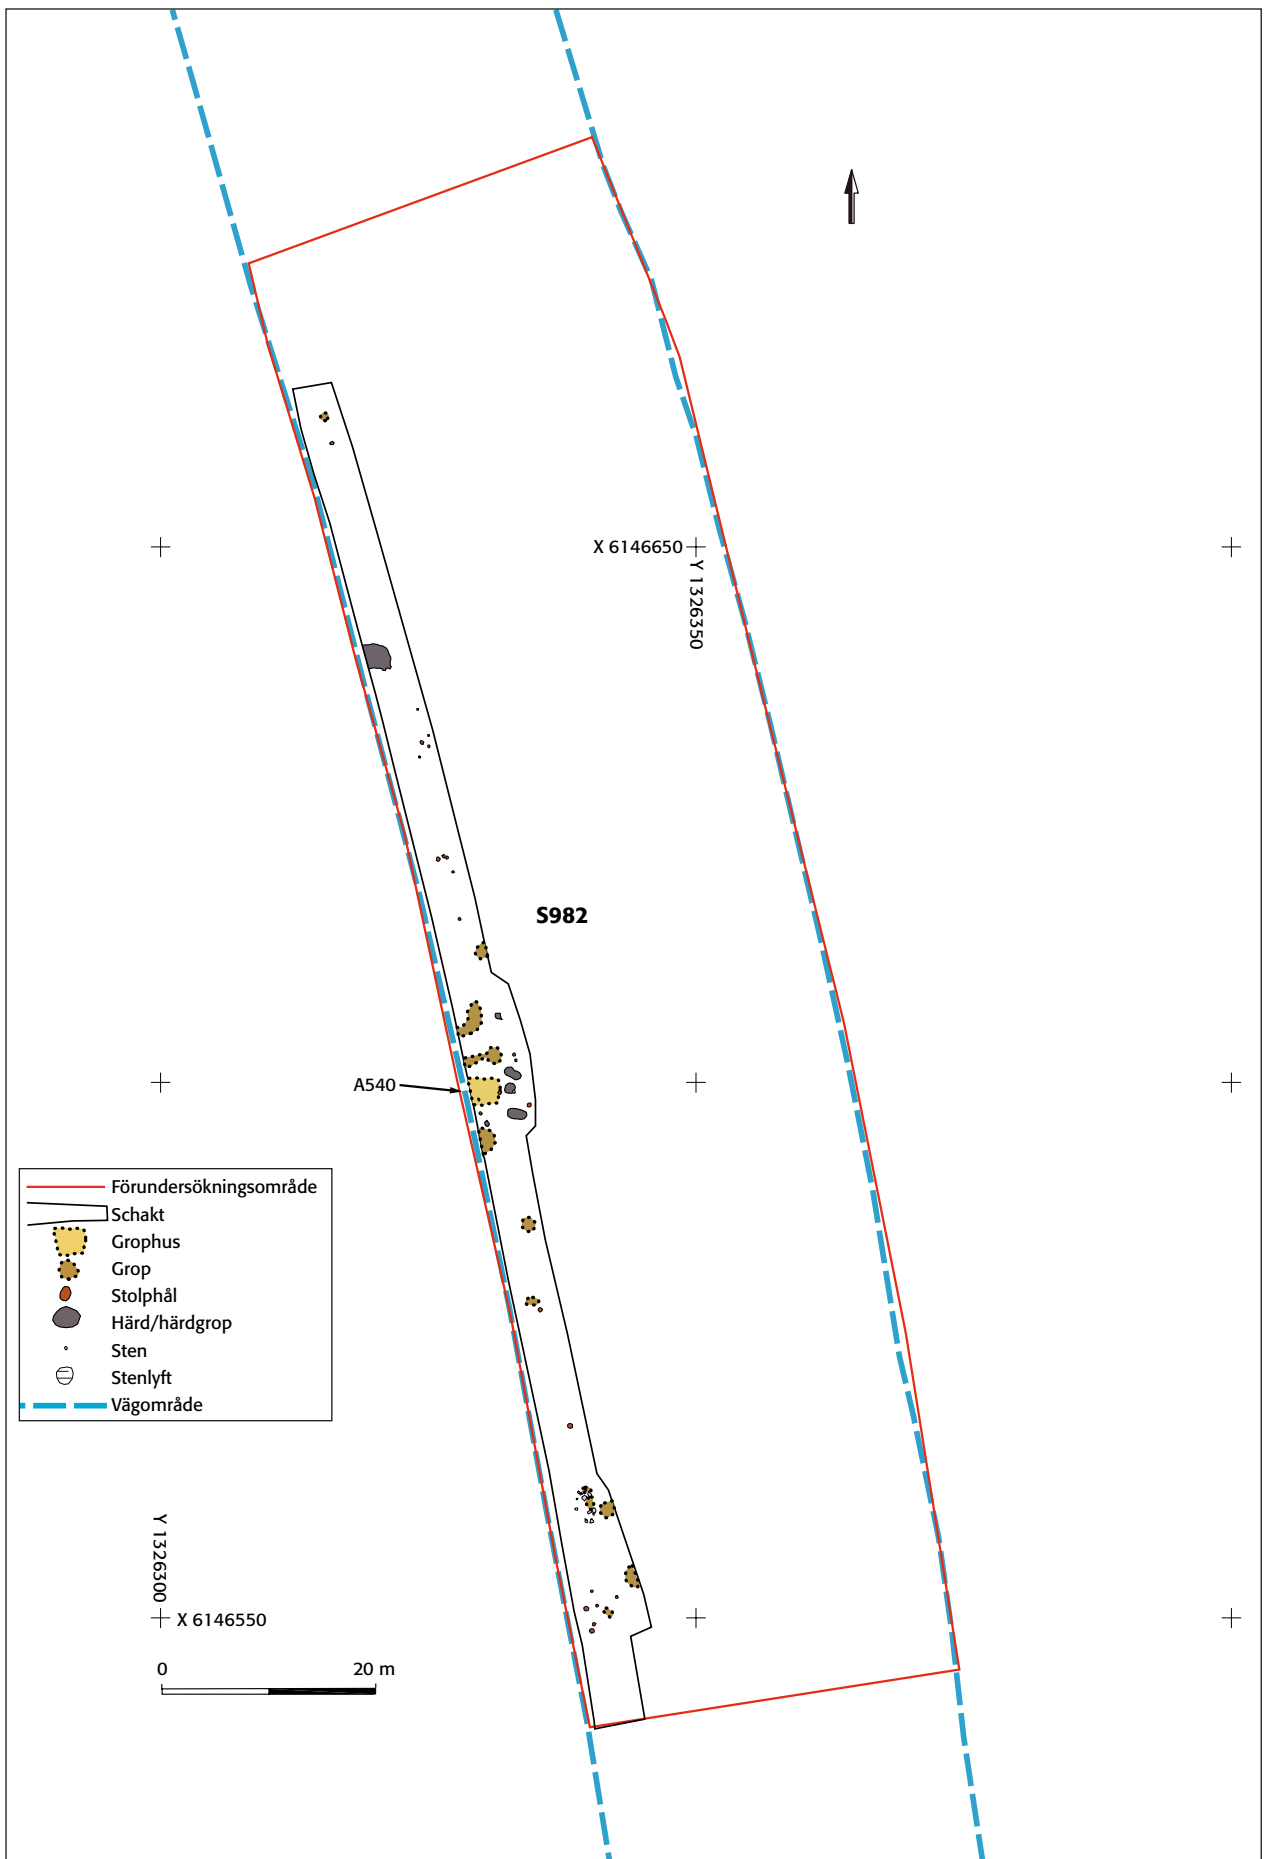 X 6146650
Y 1326350
S982
A540
Förundersökningsområde
Schakt
Grophus
Grop
Stolphål
Härd/härdgrop
Sten
Stenlyft
Vägområde
Y 1326300
X 6146550
0 20 m